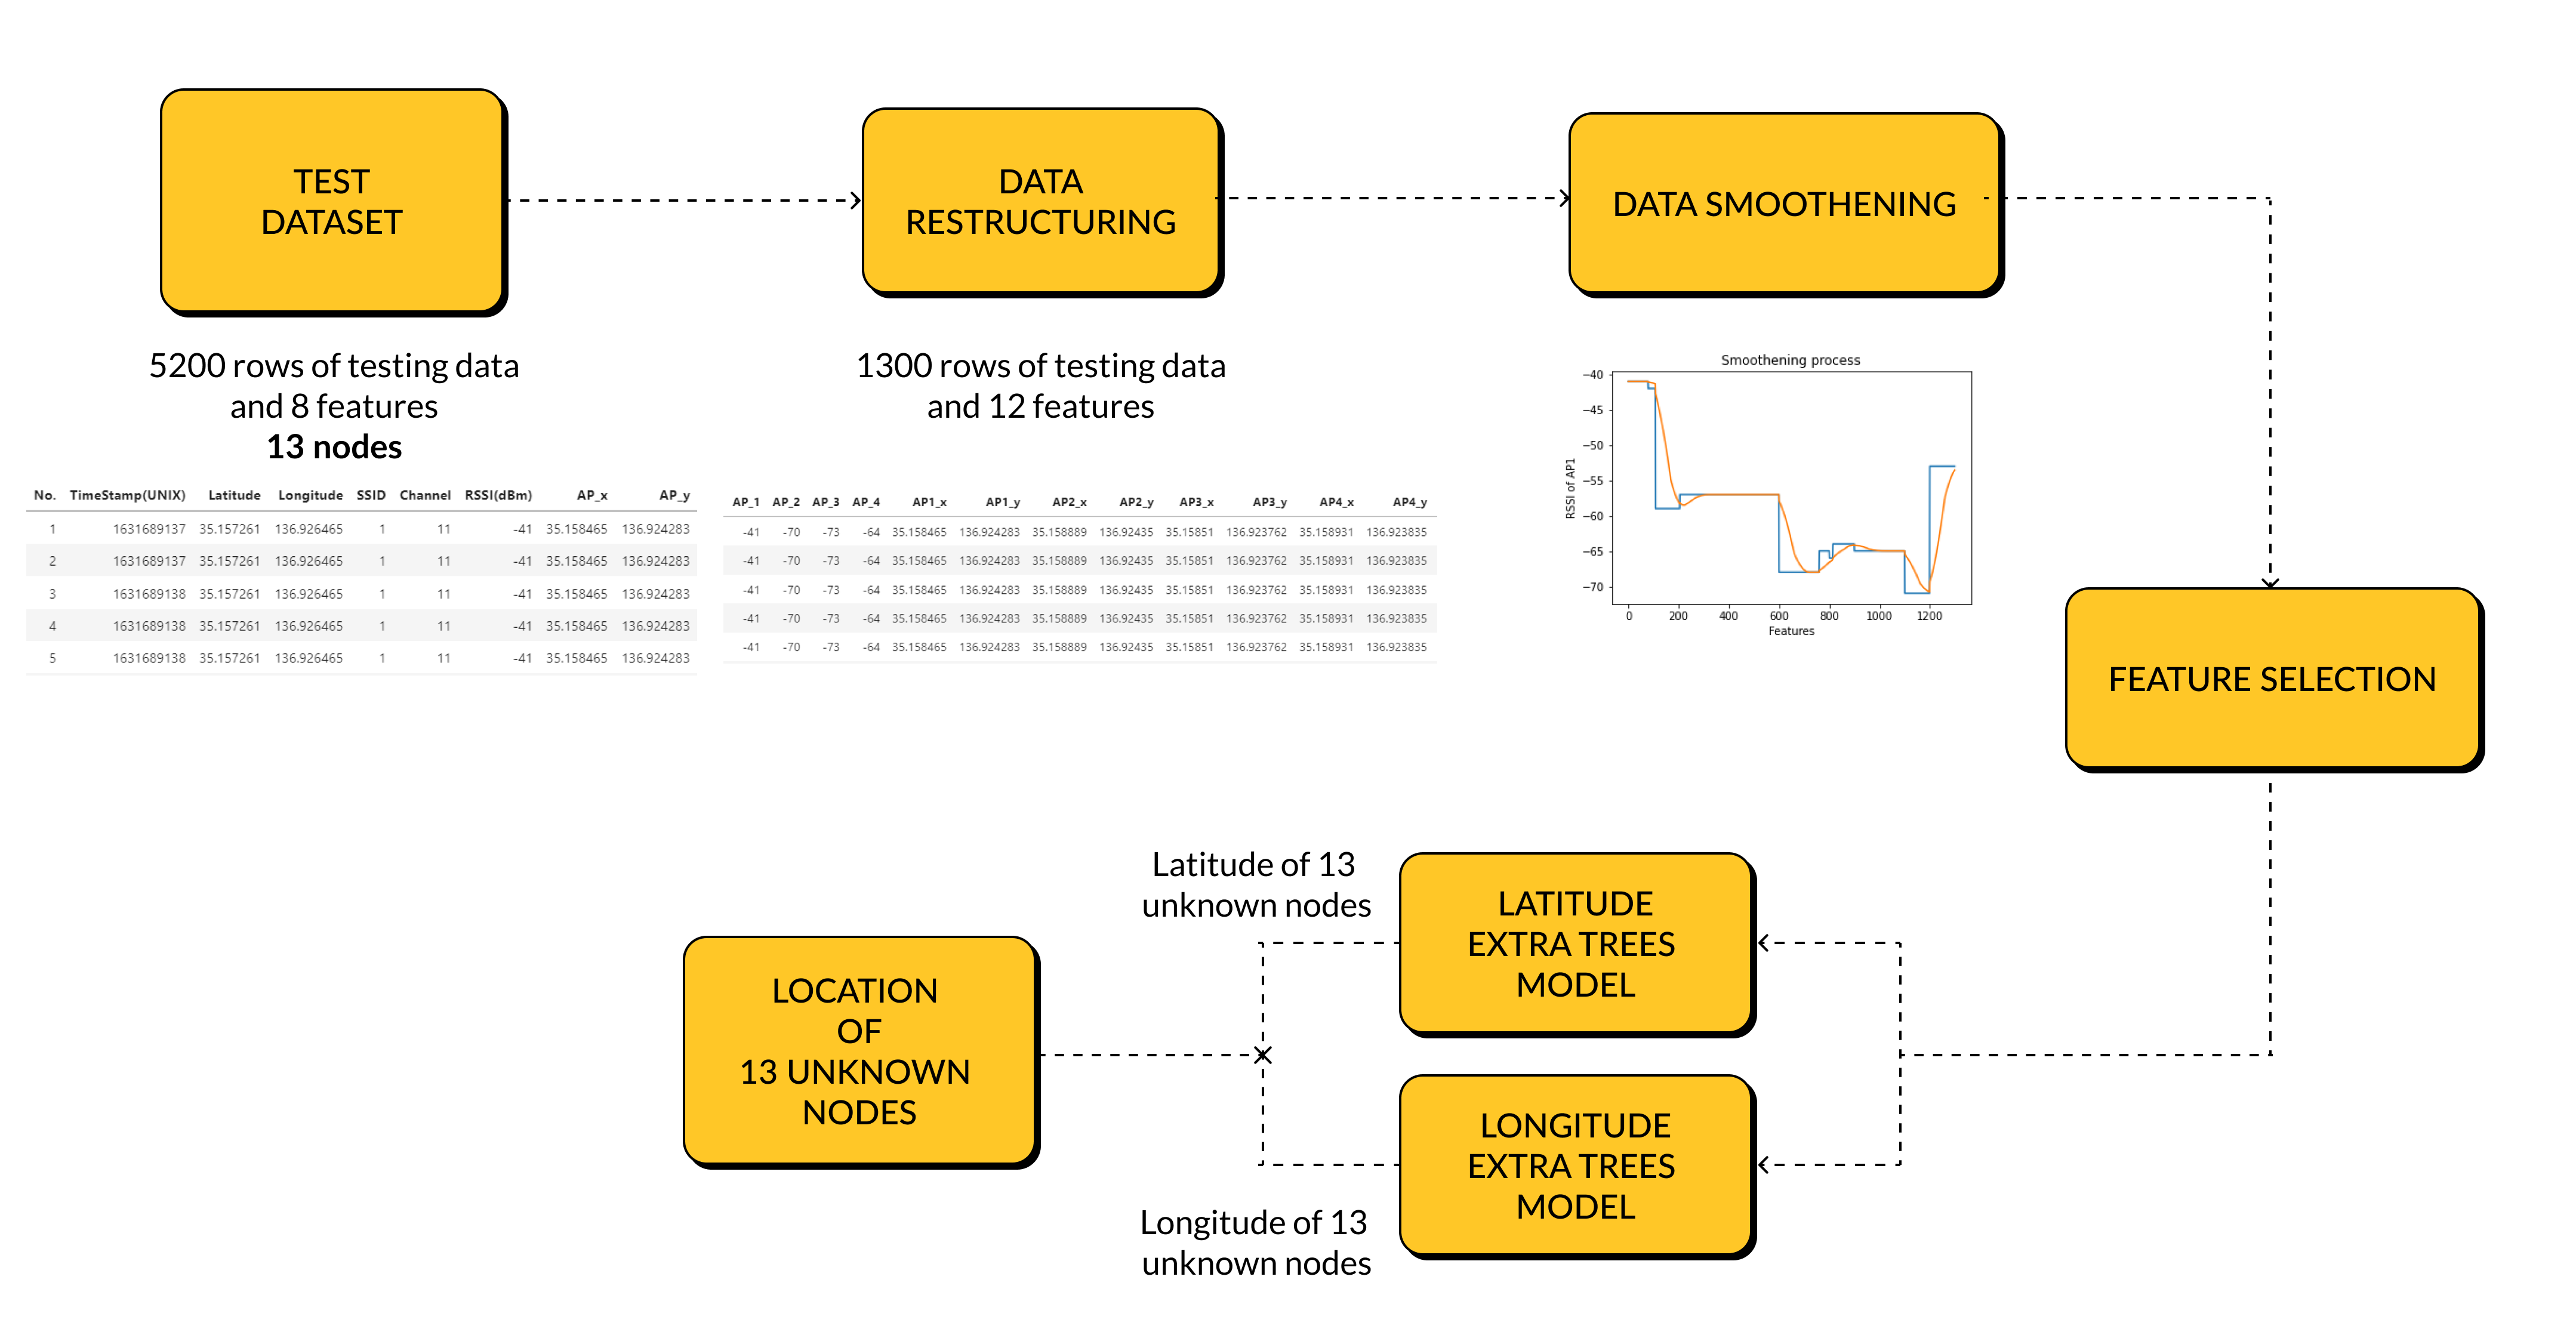 TEST
DATASET
DATA
RESTRUCTURING
DATA SMOOTHENING
5200 rows of testing data
and 8 features
13 nodes
1300 rows of testing data
and 12 features
No. TimeStamp(UNIX) Latitude Longitude SSID Channel RSSI(dBm) AP_x AP_y
1 1631689137 35.157261 136.926465 1 11 -41 35.158465 136.924283
2 1631689137 35.157261 136.926465 1 11 -41 35.158465 136.924283
3 1631689138 35.157261 136.926465 1 11 -41 35.158465 136.924283
4 1631689138 35.157261 136.926465 1 11 -41 35.158465 136.924283
5 1631689138 35.157261 136.926465 1 11 -41 35.158465 136.924283
AP_1 AP_2 AP_3 AP_4 AP1_x AP1_y AP2_x AP2_y AP3_x AP3_y AP4_x AP4_y
-41 -70 -73 -64 35.158465 136.924283 35.158889 136.92435 35.15851 136.923762 35.158931 136.923835
-41 -70 -73 -64 35.158465 136.924283 35.158889 136.92435 35.15851 136.923762 35.158931 136.923835
-41 -70 -73 -64 35.158465 136.924283 35.158889 136.92435 35.15851 136.923762 35.158931 136.923835
-41 -70 -73 -64 35.158465 136.924283 35.158889 136.92435 35.15851 136.923762 35.158931 136.923835
-41 -70 -73 -64 35.158465 136.924283 35.158889 136.92435 35.15851 136.923762 35.158931 136.923835
Smoothening process
RSSI of AP1
−40
−45
−50
−55
−60
−65
−70
0 200 400 600 800 1000 1200
Features
FEATURE SELECTION
Latitude of 13
unknown nodes
LATITUDE
EXTRA TREES
MODEL
LOCATION
OF
13 UNKNOWN
NODES
LONGITUDE
EXTRA TREES
MODEL
Longitude of 13
unknown nodes